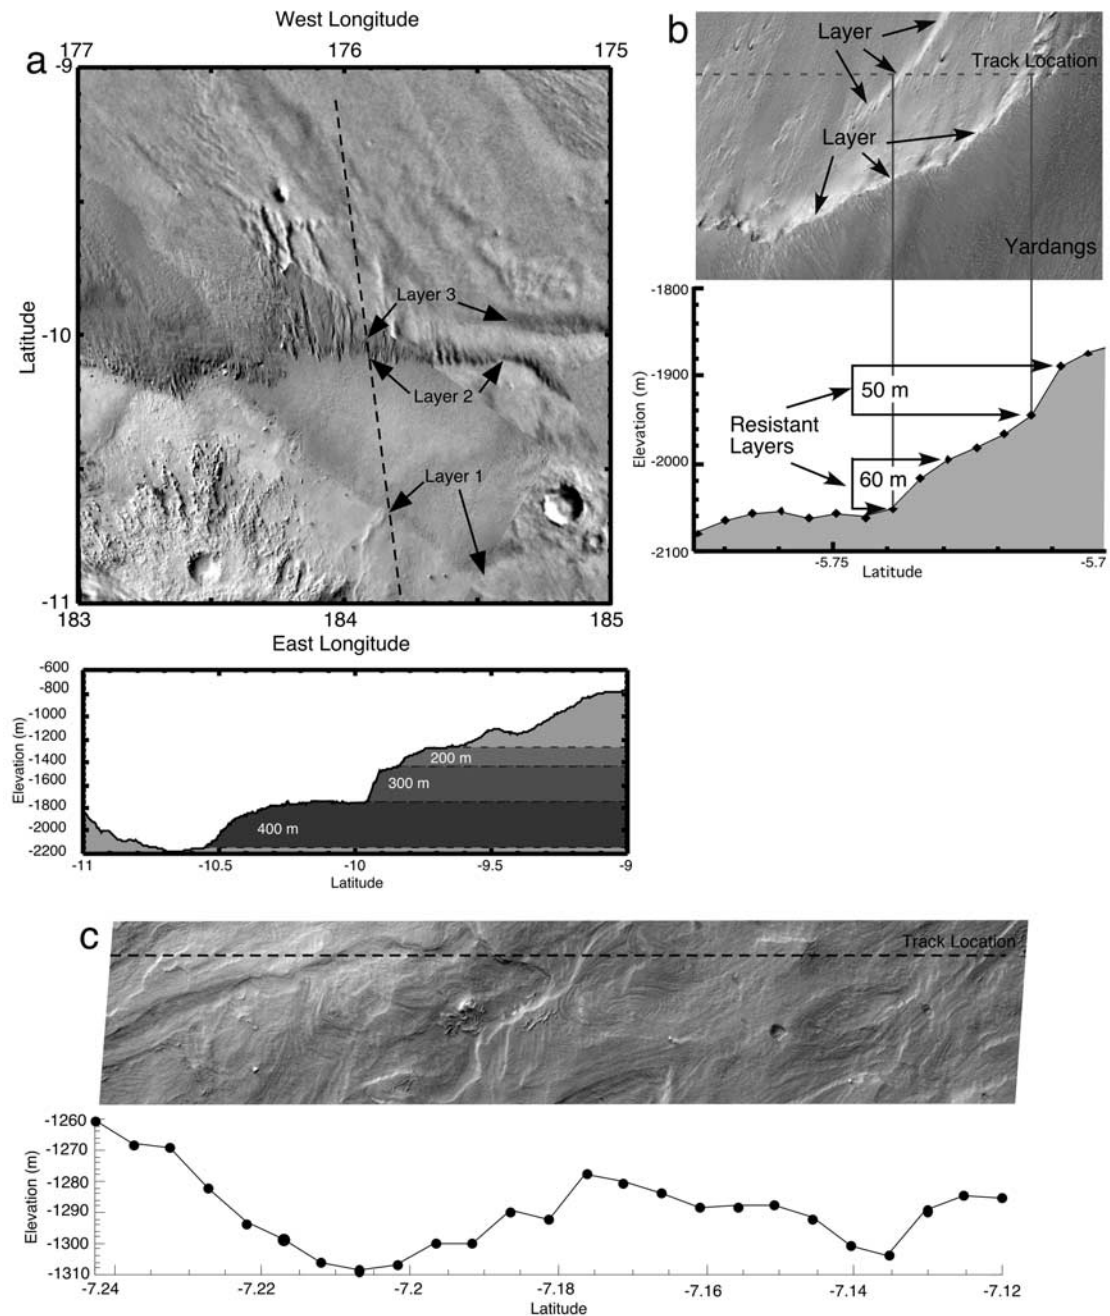 West Longitude
177
176
175
a
-9
Latitude
-10
-11
Layer 3
Layer 2
Layer 1
183
184
185
East Longitude
Elevation (m)
-600
-800
-1000
-1200
-1400
-1600
-1800
-2000
-2200
200 m
300 m
400 m
-11
-10.5
-10
-9.5
-9
Latitude
b
Layer
Track Location
Layer
Yardangs
Elevation (m)
-1800
-1900
-2000
-2100
50 m
Resistant
Layers
60 m
-5.75
-5.7
Latitude
c
Track Location
Elevation (m)
-1260
-1270
-1280
-1290
-1300
-1310
-7.24
-7.22
-7.2
-7.18
-7.16
-7.14
-7.12
Latitude